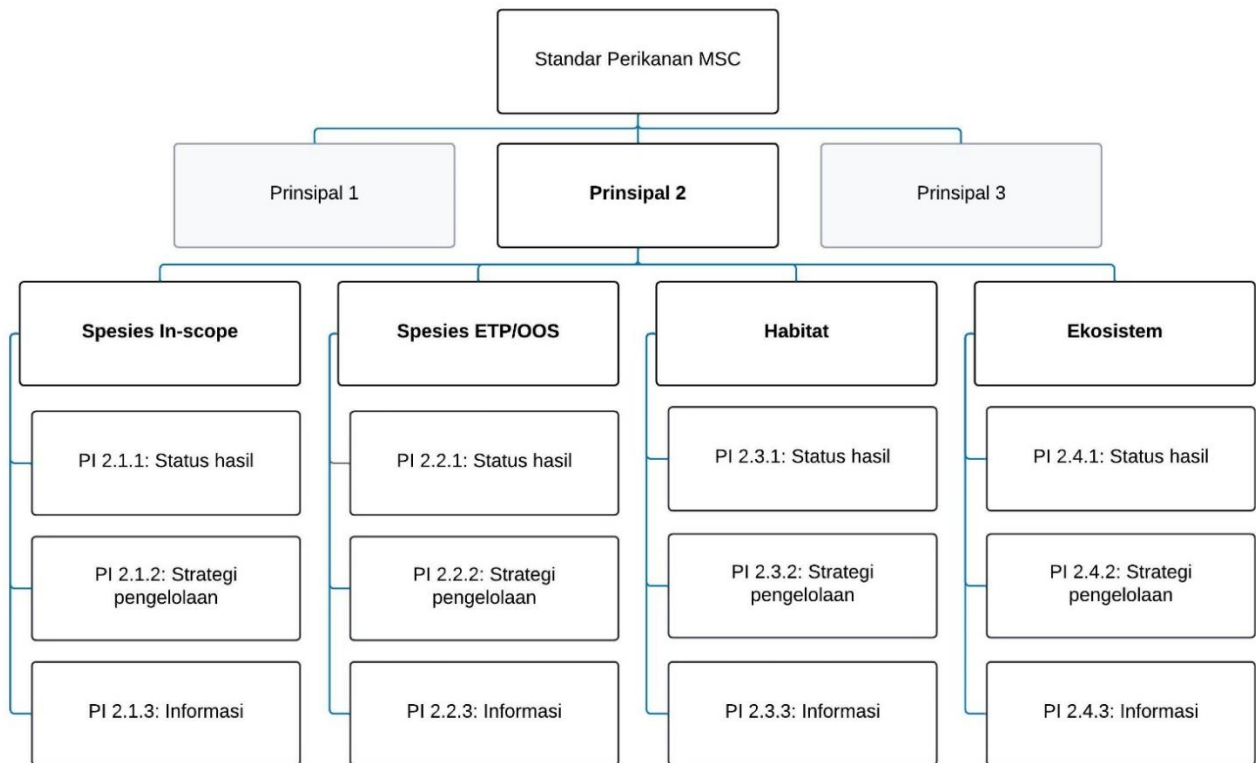 Standar Perikanan MSC
Prinsipal 1
Prinsipal 2
Prinsipal 3
Spesies In-scope
Spesies ETP/OOS
Habitat
Ekosistem
PI 2.1.1: Status hasil
PI 2.2.1: Status hasil
PI 2.3.1: Status hasil
PI 2.4.1: Status hasil
PI 2.1.2: Strategi
pengelolaan
PI 2.2.2: Strategi
pengelolaan
PI 2.3.2: Strategi
pengelolaan
PI 2.4.2: Strategi
pengelolaan
PI 2.1.3: Informasi
PI 2.2.3: Informasi
PI 2.3.3: Informasi
PI 2.4.3: Informasi